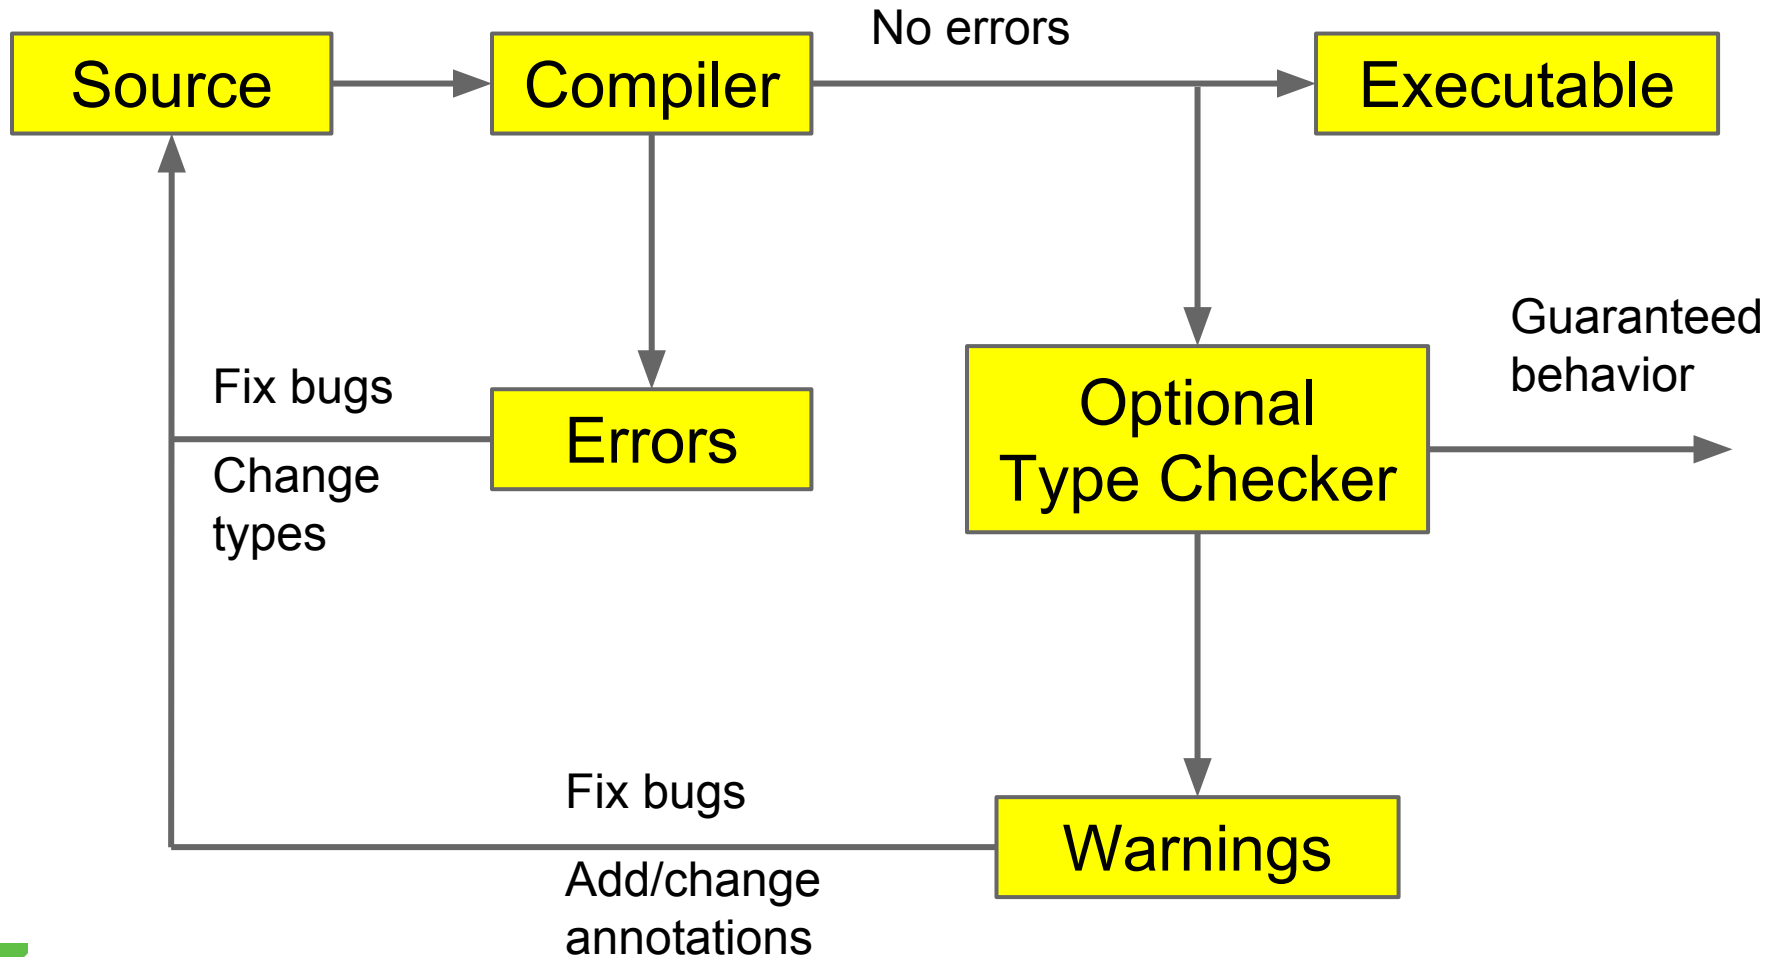 No errors
Source
Compiler
Executable
Guaranteed
behavior
Fix bugs
Optional
Type Checker
Errors
Change
types
Fix bugs
Warnings
Add/change
annotations